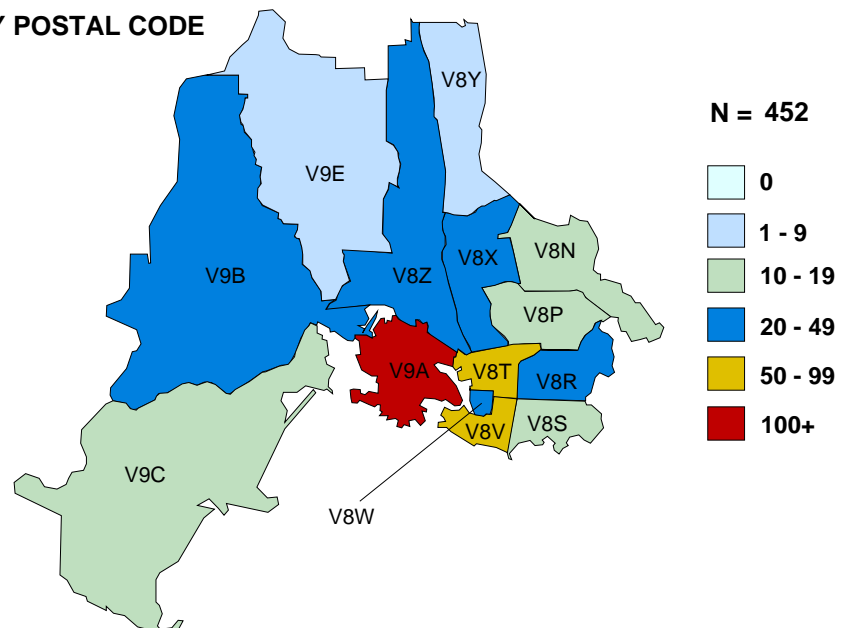 Y POSTAL CODE
V8Y
N = 452
V9E
0
1 - 9
V8N
V9B
V8Z
V8X
10 - 19
V8P
20 - 49
V9A
V8T
V8R
50 - 99
V8V
V8S
100+
V9C
V8W